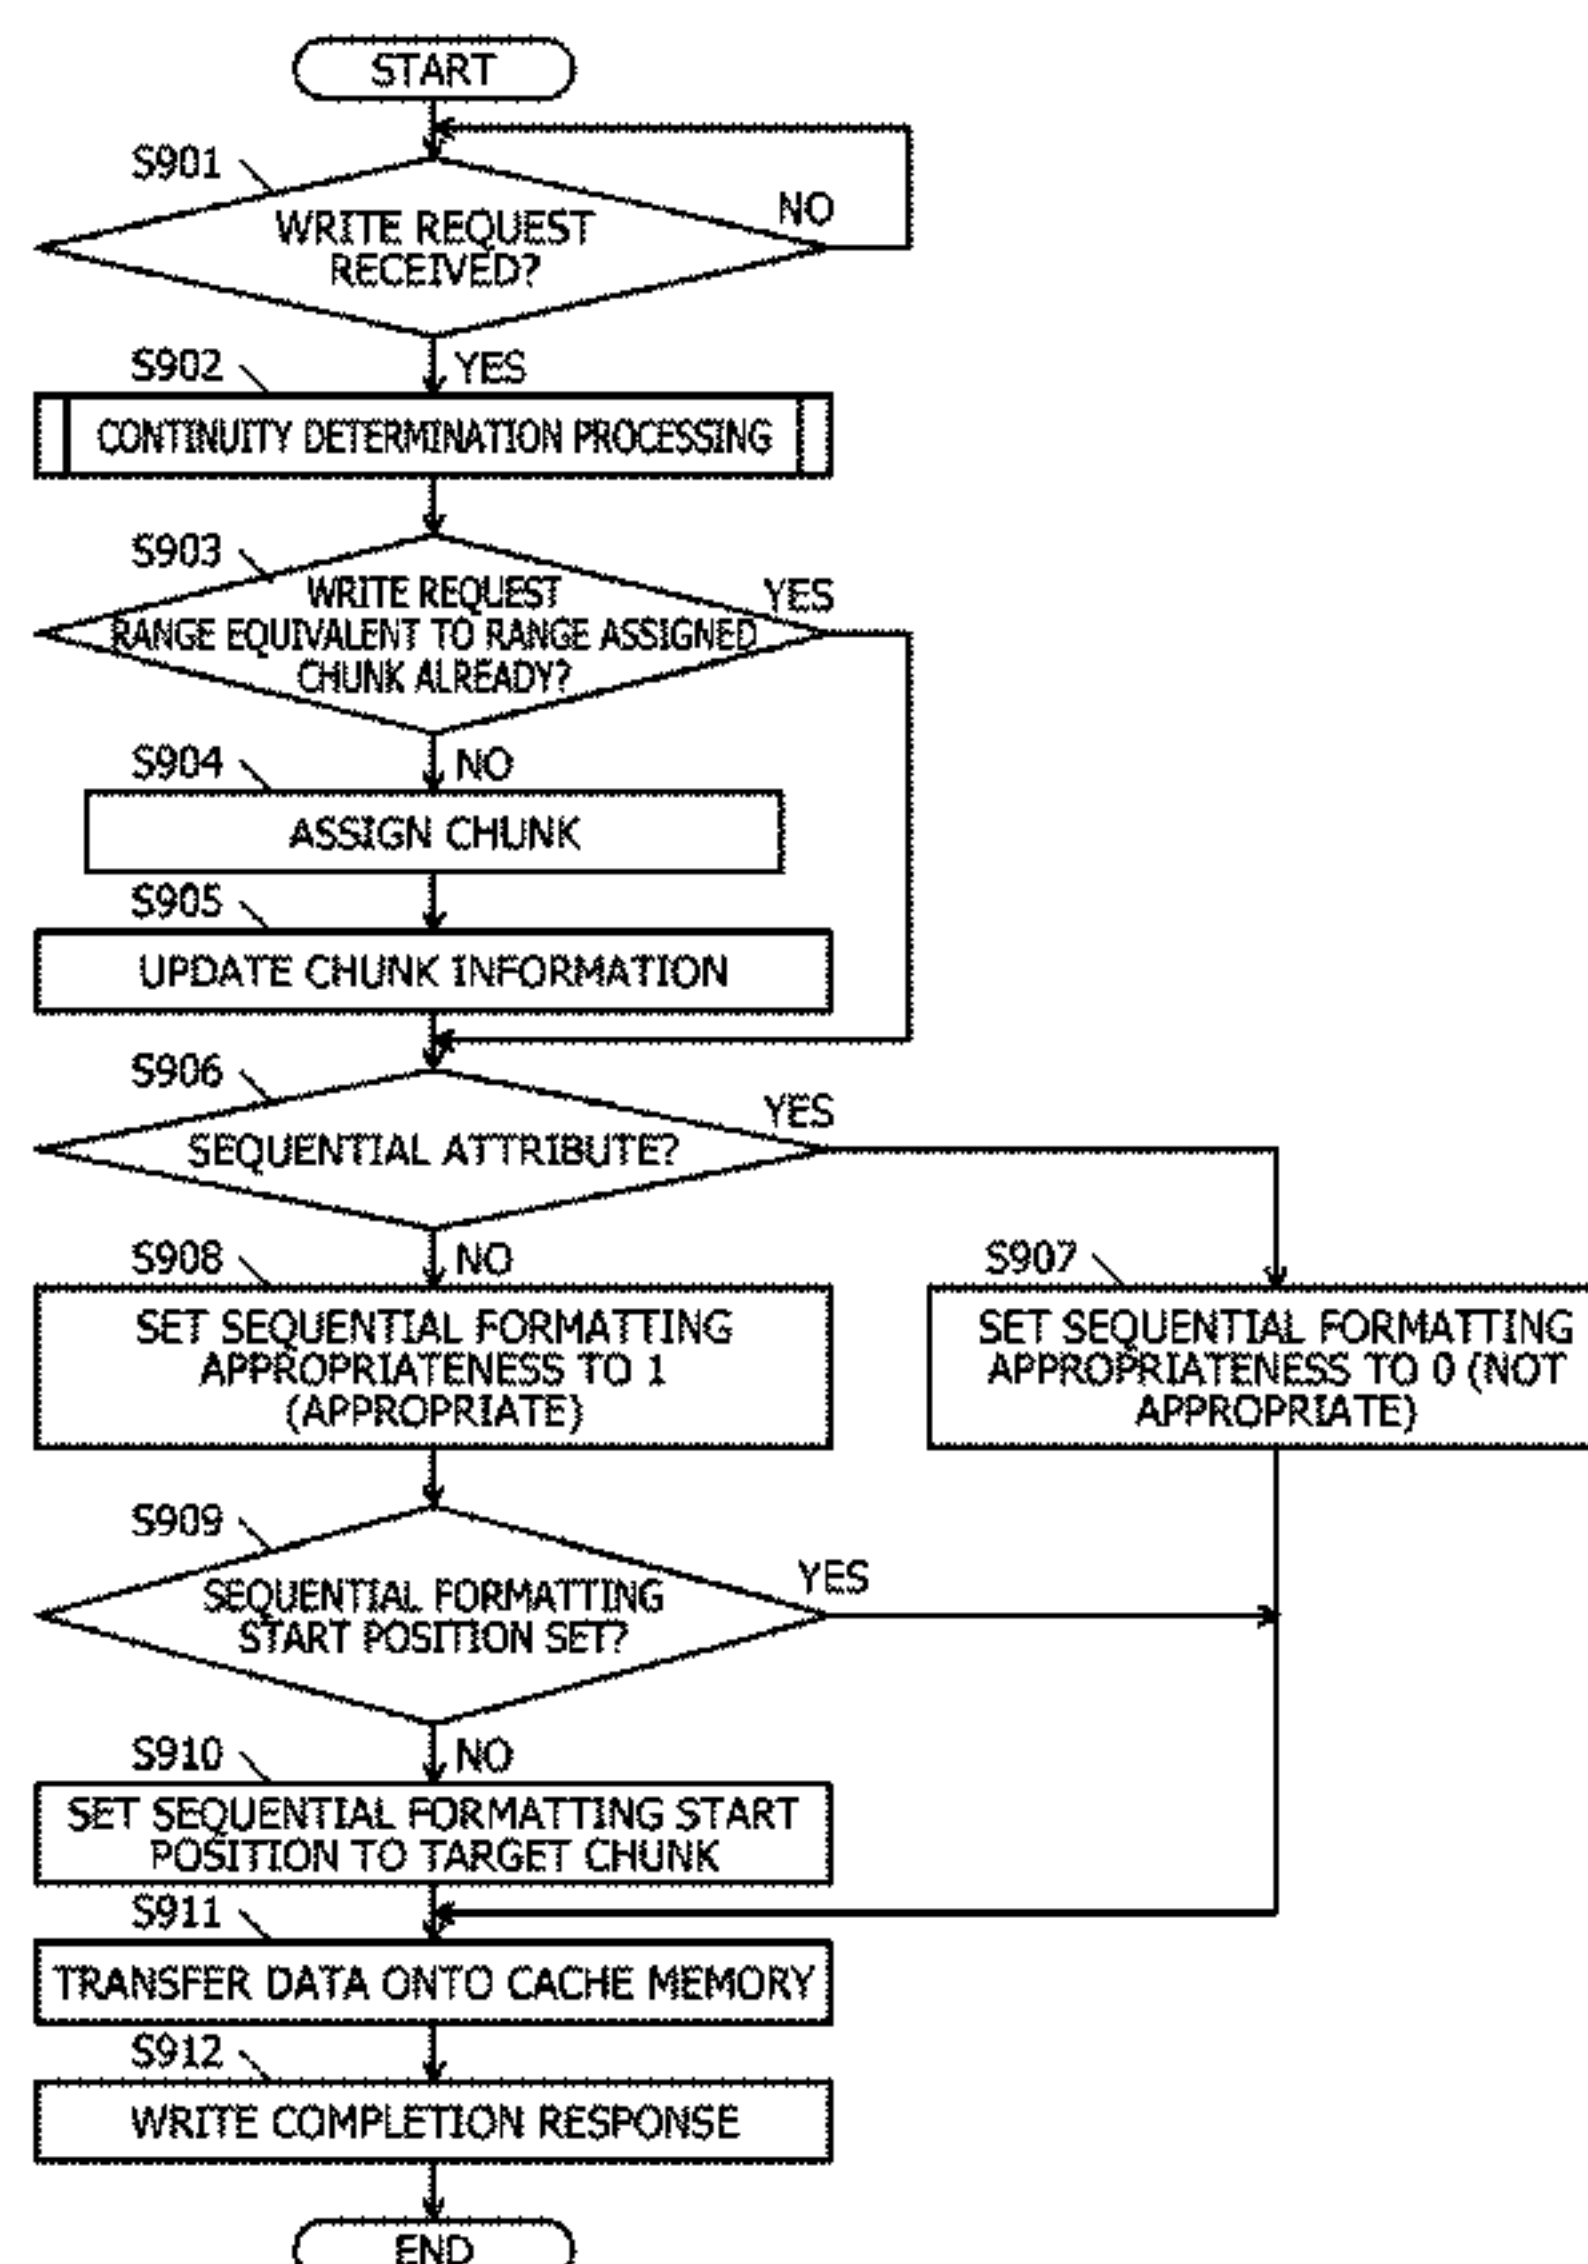 START
S901
NO
WRITE REQUEST
RECEIVED?
YES
S902
CONTINUITY DETERMINATION PROCESSING
S903
YES
WRITE REQUEST
RANGE EQUIVALENT TO RANGE ASSIGNED
CHUNK ALREADY?
NO
S904
ASSIGN CHUNK
S905
UPDATE CHUNK INFORMATION
S906
YES
SEQUENTIAL ATTRIBUTE?
NO
S908
SET SEQUENTIAL FORMATTING
APPROPRIATENESS TO 1
(APPROPRIATE)
S907
SET SEQUENTIAL FORMATTING
APPROPRIATENESS TO 0 (NOT
APPROPRIATE)
S909
YES
SEQUENTIAL FORMATTING
START POSITION SET?
NO
S910
SET SEQUENTIAL FORMATTING START
POSITION TO TARGET CHUNK
S911
TRANSFER DATA ONTO CACHE MEMORY
S912
WRITE COMPLETION RESPONSE
END